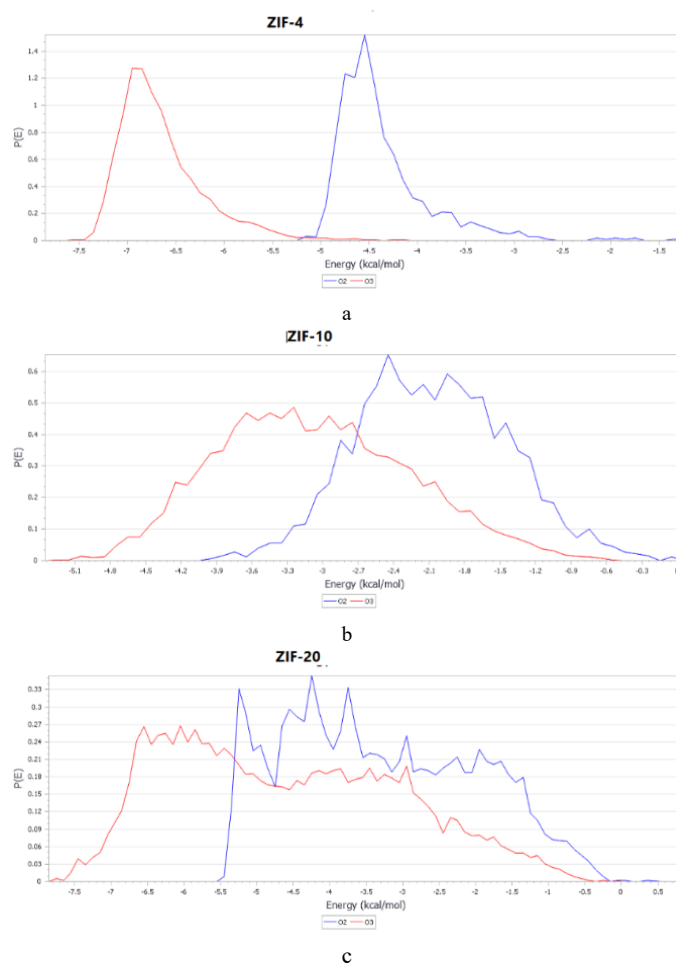 ZIF-4
1.4
1.2
1
0.8
0.6
0.4
0.2
0
P(E)
-7.5 -7 -6.5 -6 -5.5 -5 -4.5 -4 -3.5 -3 -2.5 -2 -1.5
Energy (kcal/mol)
O2 O3
a
ZIF-10
0.6
0.5
0.4
0.3
0.2
0.1
0
P(E)
-5.1 -4.8 -4.5 -4.2 -3.9 -3.6 -3.3 -3 -2.7 -2.4 -2.1 -1.8 -1.5 -1.2 -0.9 -0.6 -0.3 0
Energy (kcal/mol)
O2 O3
b
ZIF-20
0.33
0.3
0.27
0.24
0.21
0.18
0.15
0.12
0.09
0.06
0.03
0
P(E)
-7.5 -7 -6.5 -6 -5.5 -5 -4.5 -4 -3.5 -3 -2.5 -2 -1.5 -1 -0.5 0 0.5
Energy (kcal/mol)
O2 O3
c